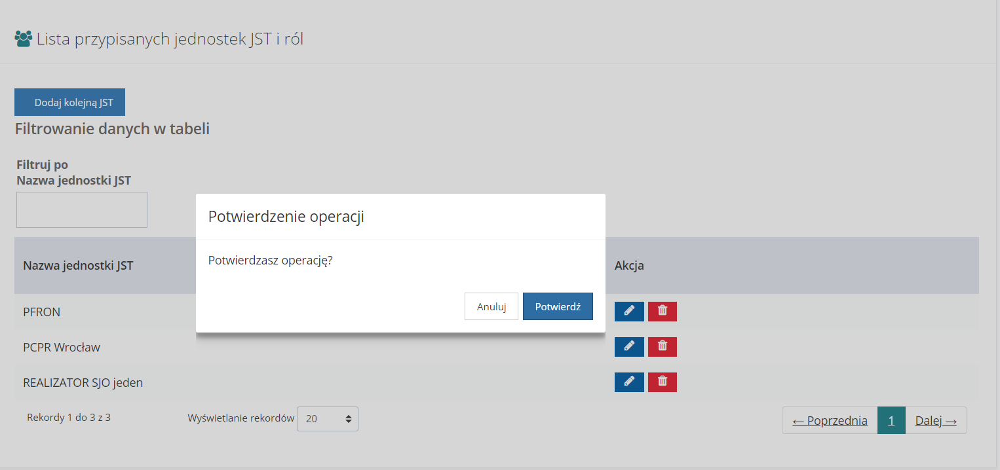 Lista przypisanych jednostek JST i ról
Dodaj kolejną JST
Filtrowanie danych w tabeli
Filtruj po
Nazwa jednostki JST
Potwierdzenie operacji
Potwierdzasz operację?
Anuluj Potwierdź
Nazwa jednostki JST Akcja
PFRON
PCPR Wrocław
REALIZATOR SJO jeden
Rekordy 1 do 3 z 3 Wyświetlanie rekordów 20 ← Poprzednia 1 Dalej →